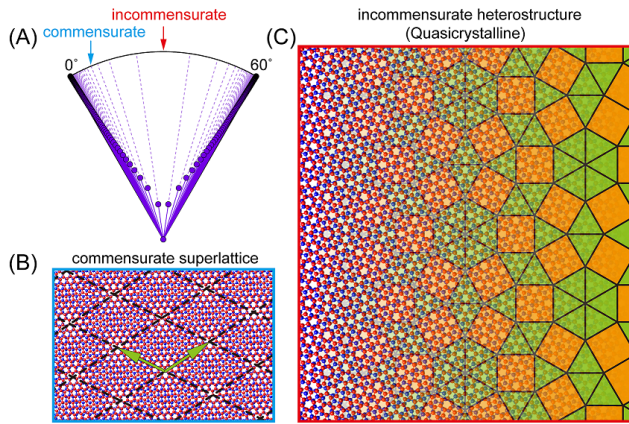 (A)
incommensurate
commensurate
0°
60°
(B)
commensurate superlattice
incommensurate heterostructure
(Quasicrystalline)
(C)